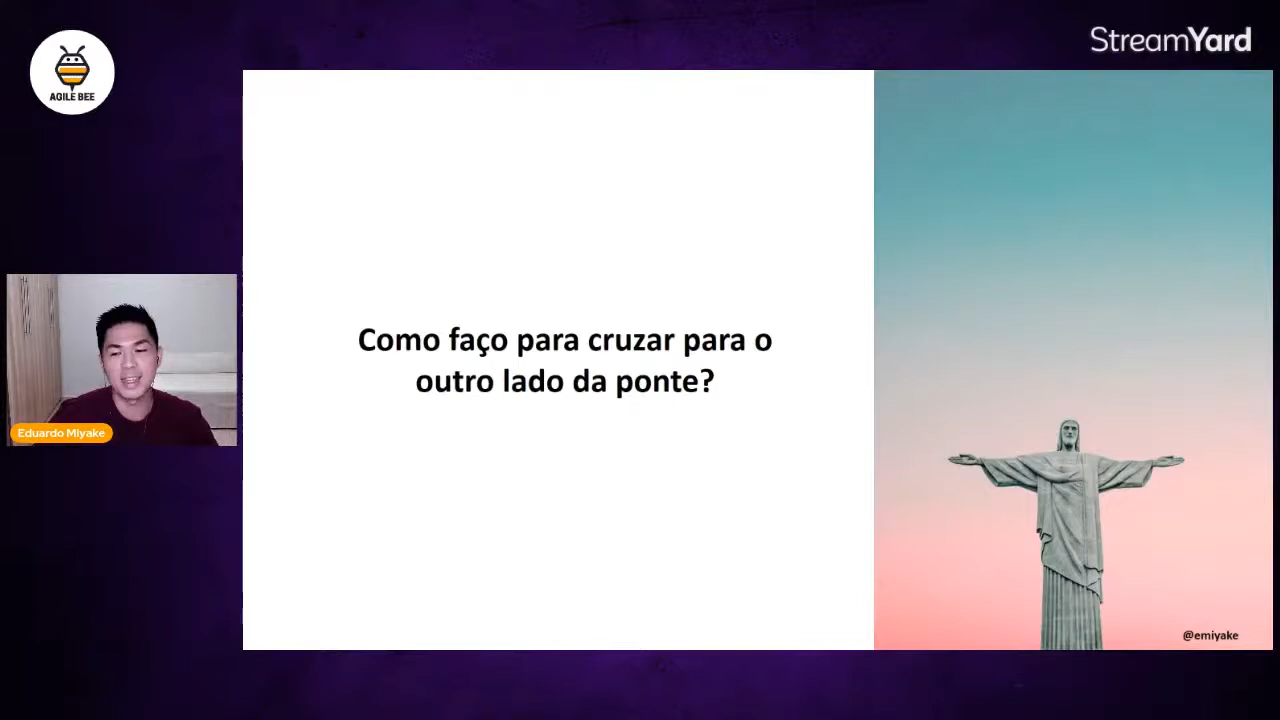 AGILE BEE
StreamYard
Como faço para cruzar para o
outro lado da ponte?
Eduardo Miyake
@emiyake